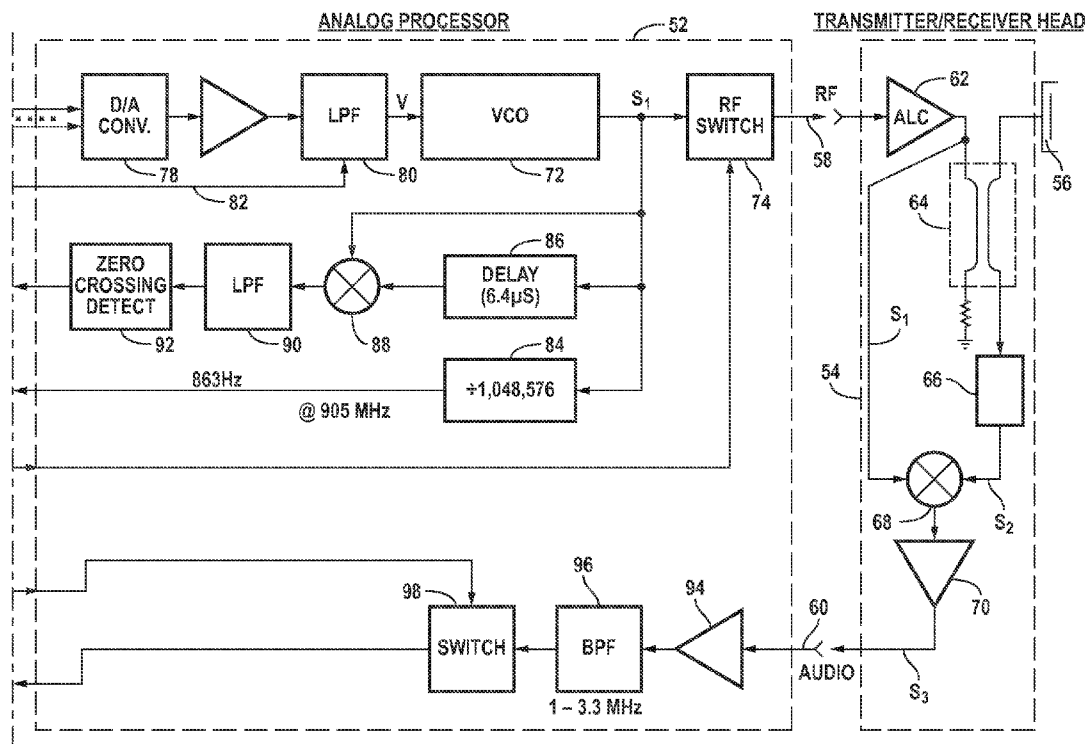 ANALOG PROCESSOR
TRANSMITTER/RECEIVER HEAD
52
D/A CONV.
78
LPF
80
V
VCO
72
S1
RF SWITCH
74
RF
58
ALC
62
56
82
64
ZERO CROSSING DETECT
92
LPF
90
88
DELAY (6.4µS)
86
84
÷1,048,576
863Hz
@ 905 MHz
S1
54
66
68
S2
70
98
SWITCH
96
BPF
1 – 3.3 MHz
94
60
AUDIO
S3